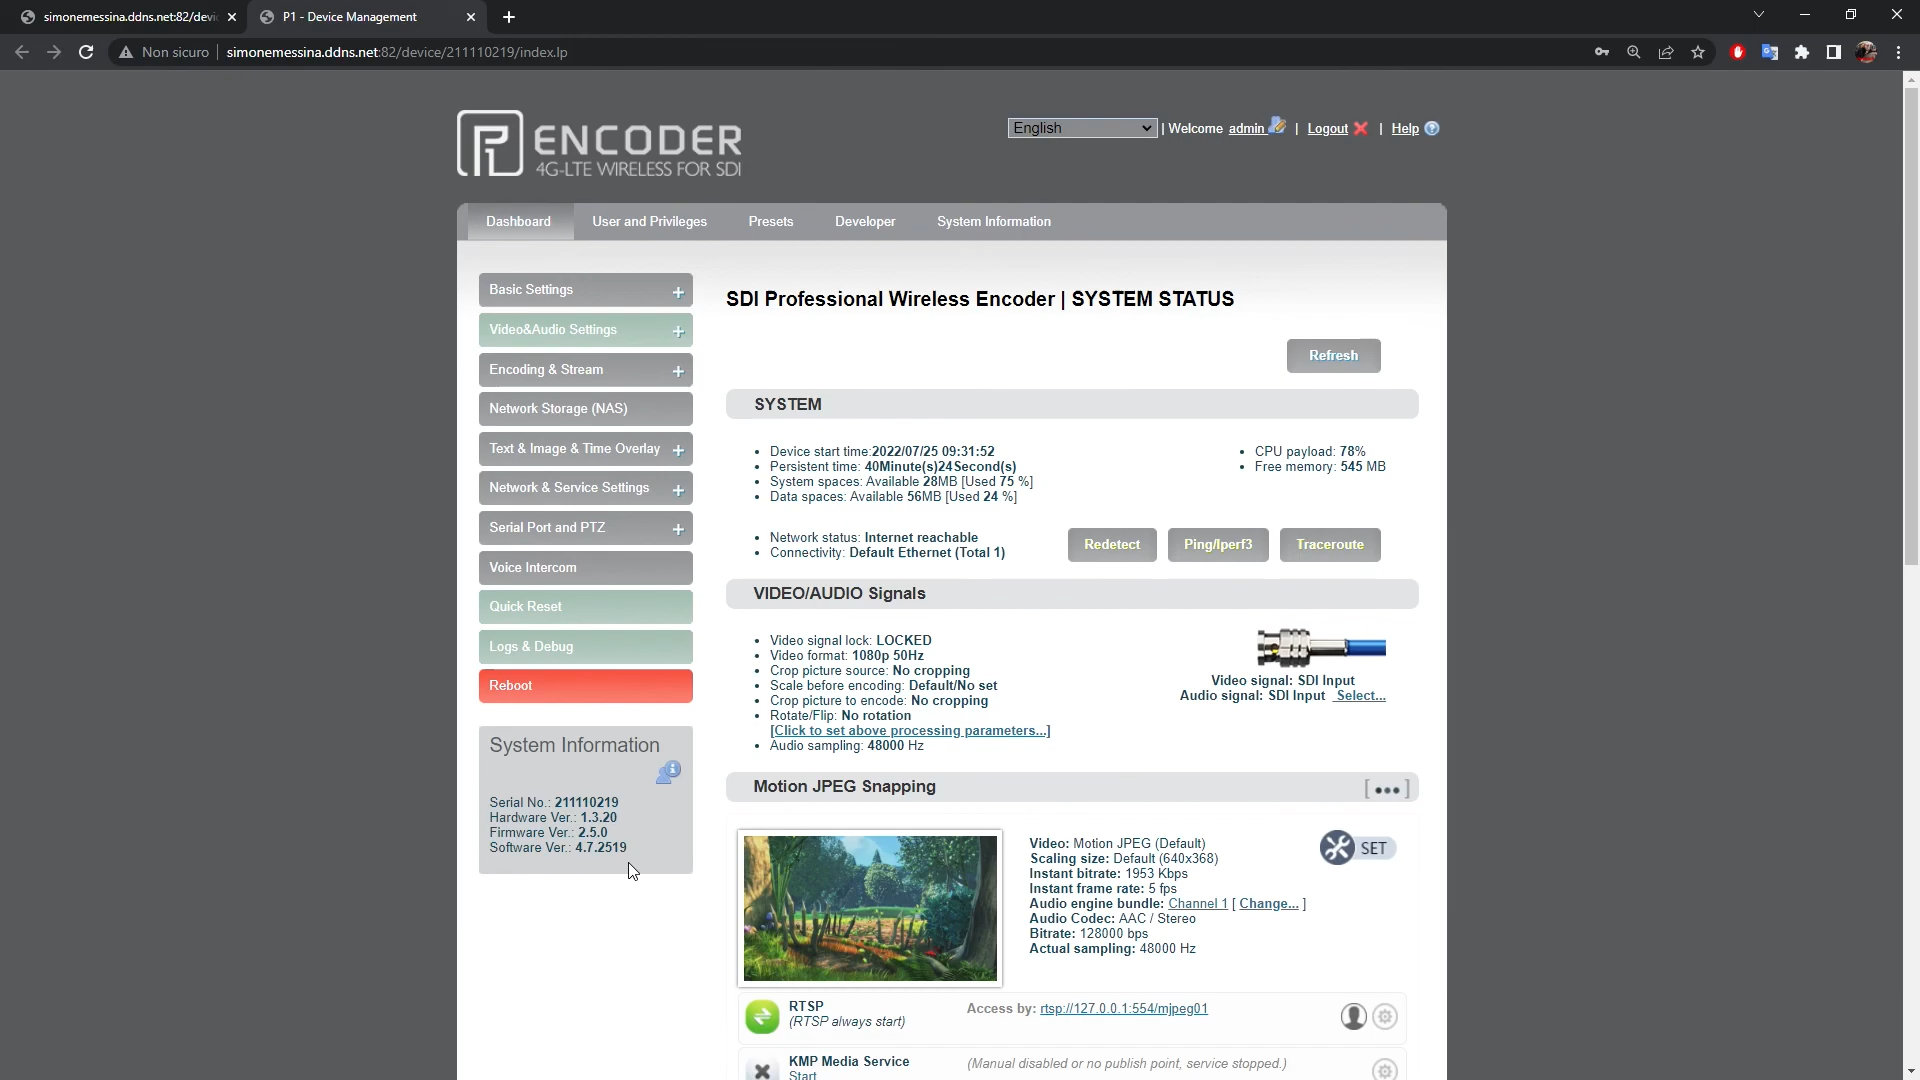 simonemessina.ddns.net:82/devi
P1 - Device Management
Non sicuro
simonemessina.ddns.net:82/device/211110219/index.lp
P1 ENCODER
4G-LTE WIRELESS FOR SDI
English | Welcome admin | Logout | Help
Dashboard User and Privileges Presets Developer System Information
Basic Settings
Video&Audio Settings
Encoding & Stream
Network Storage (NAS)
Text & Image & Time Overlay
Network & Service Settings
Serial Port and PTZ
Voice Intercom
Quick Reset
Logs & Debug
Reboot
System Information
Serial No.: 211110219
Hardware Ver.: 1.3.20
Firmware Ver.: 2.5.0
Software Ver.: 4.7.2519
SDI Professional Wireless Encoder | SYSTEM STATUS
Refresh
SYSTEM
Device start time:2022/07/25 09:31:52
Persistent time: 40Minute(s)24Second(s)
System spaces: Available 28MB [Used 75 %]
Data spaces: Available 56MB [Used 24 %]
CPU payload: 78%
Free memory: 545 MB
Network status: Internet reachable
Connectivity: Default Ethernet (Total 1)
Redetect Ping/Iperf3 Traceroute
VIDEO/AUDIO Signals
Video signal lock: LOCKED
Video format: 1080p 50Hz
Crop picture source: No cropping
Scale before encoding: Default/No set
Crop picture to encode: No cropping
Rotate/Flip: No rotation
[Click to set above processing parameters...]
Audio sampling: 48000 Hz
Video signal: SDI Input
Audio signal: SDI Input Select...
Motion JPEG Snapping
[•••]
Video: Motion JPEG (Default)
Scaling size: Default (640x368)
Instant bitrate: 1953 Kbps
Instant frame rate: 5 fps
Audio engine bundle: Channel 1 [ Change... ]
Audio Codec: AAC / Stereo
Bitrate: 128000 bps
Actual sampling: 48000 Hz
SET
RTSP
(RTSP always start)
Access by: rtsp://127.0.0.1:554/mjpeg01
KMP Media Service
Start
(Manual disabled or no publish point, service stopped.)